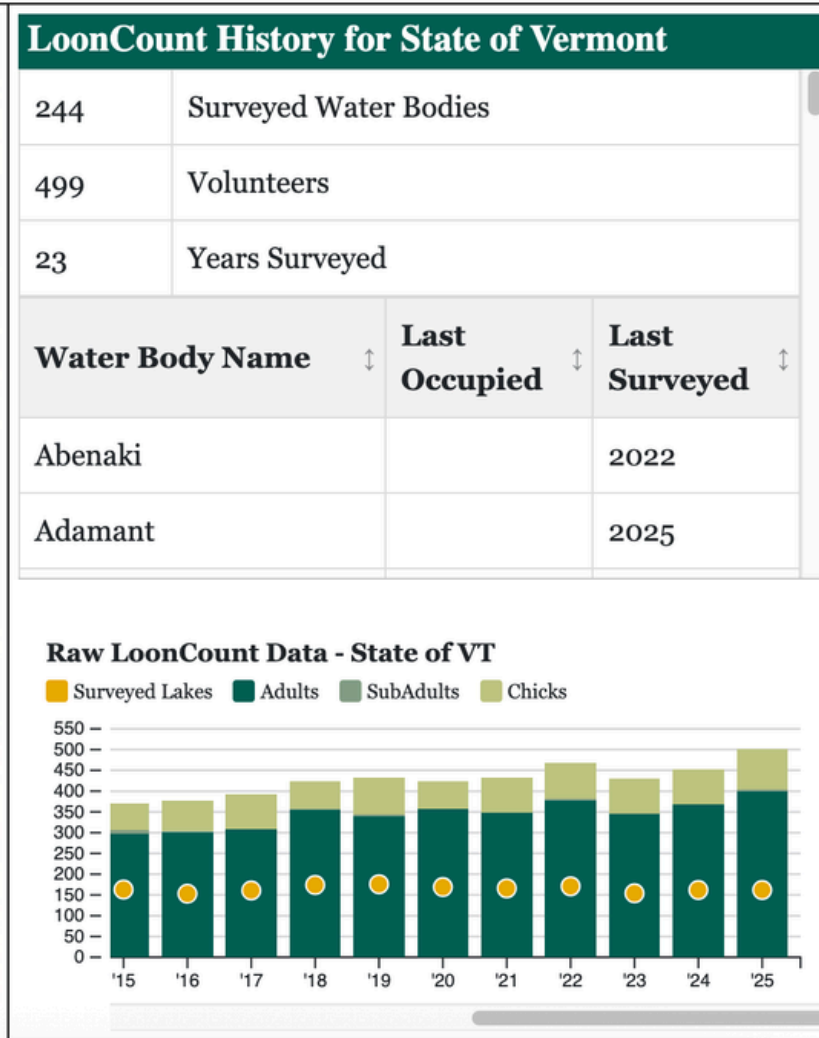 LoonCount History for State of Vermont
244 Surveyed Water Bodies
499 Volunteers
23 Years Surveyed
Water Body Name Last Occupied Last Surveyed
Abenaki 2022
Adamant 2025
Raw LoonCount Data - State of VT
Surveyed Lakes Adults SubAdults Chicks
550
500
450
400
350
300
250
200
150
100
50
0
'15 '16 '17 '18 '19 '20 '21 '22 '23 '24 '25